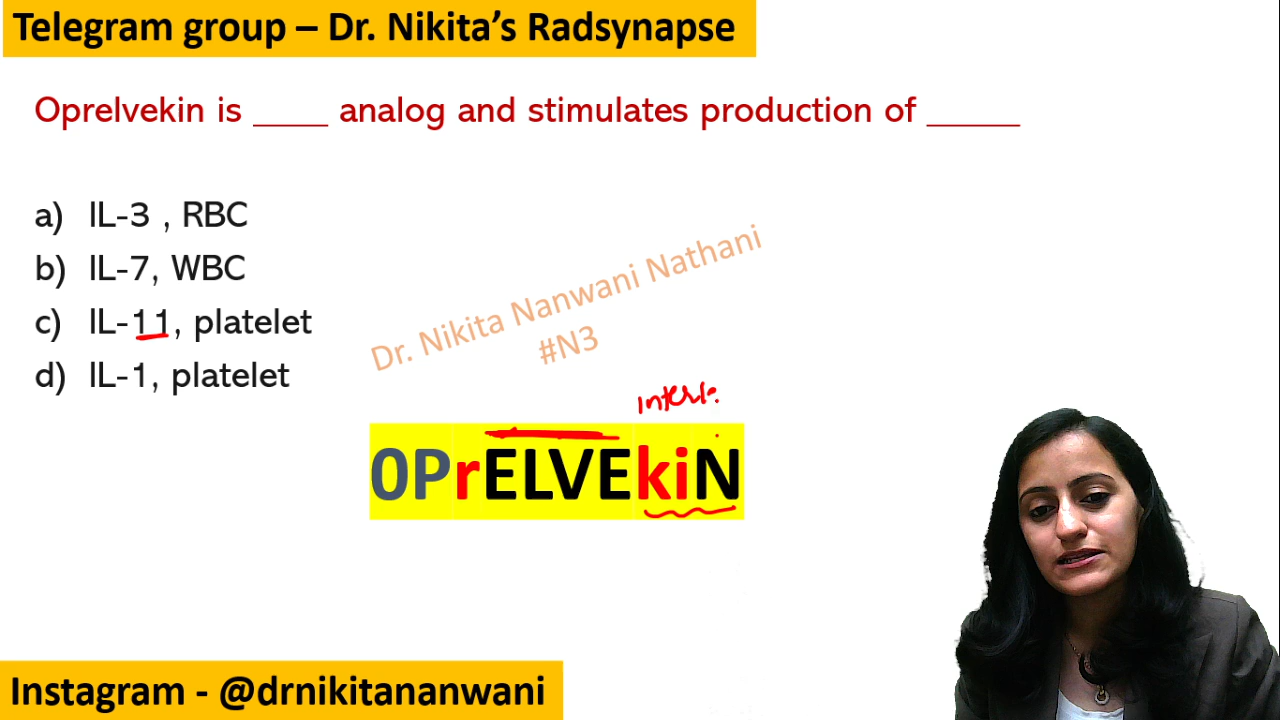 Telegram group – Dr. Nikita’s Radsynapse
Oprelvekin is ____ analog and stimulates production of _____
a) IL-3 , RBC
b) IL-7, WBC
c) IL-11, platelet
d) IL-1, platelet
Dr. Nikita Nanwani Nathani
#N3
OPrELVEkiN
Instagram - @drnikitananwani